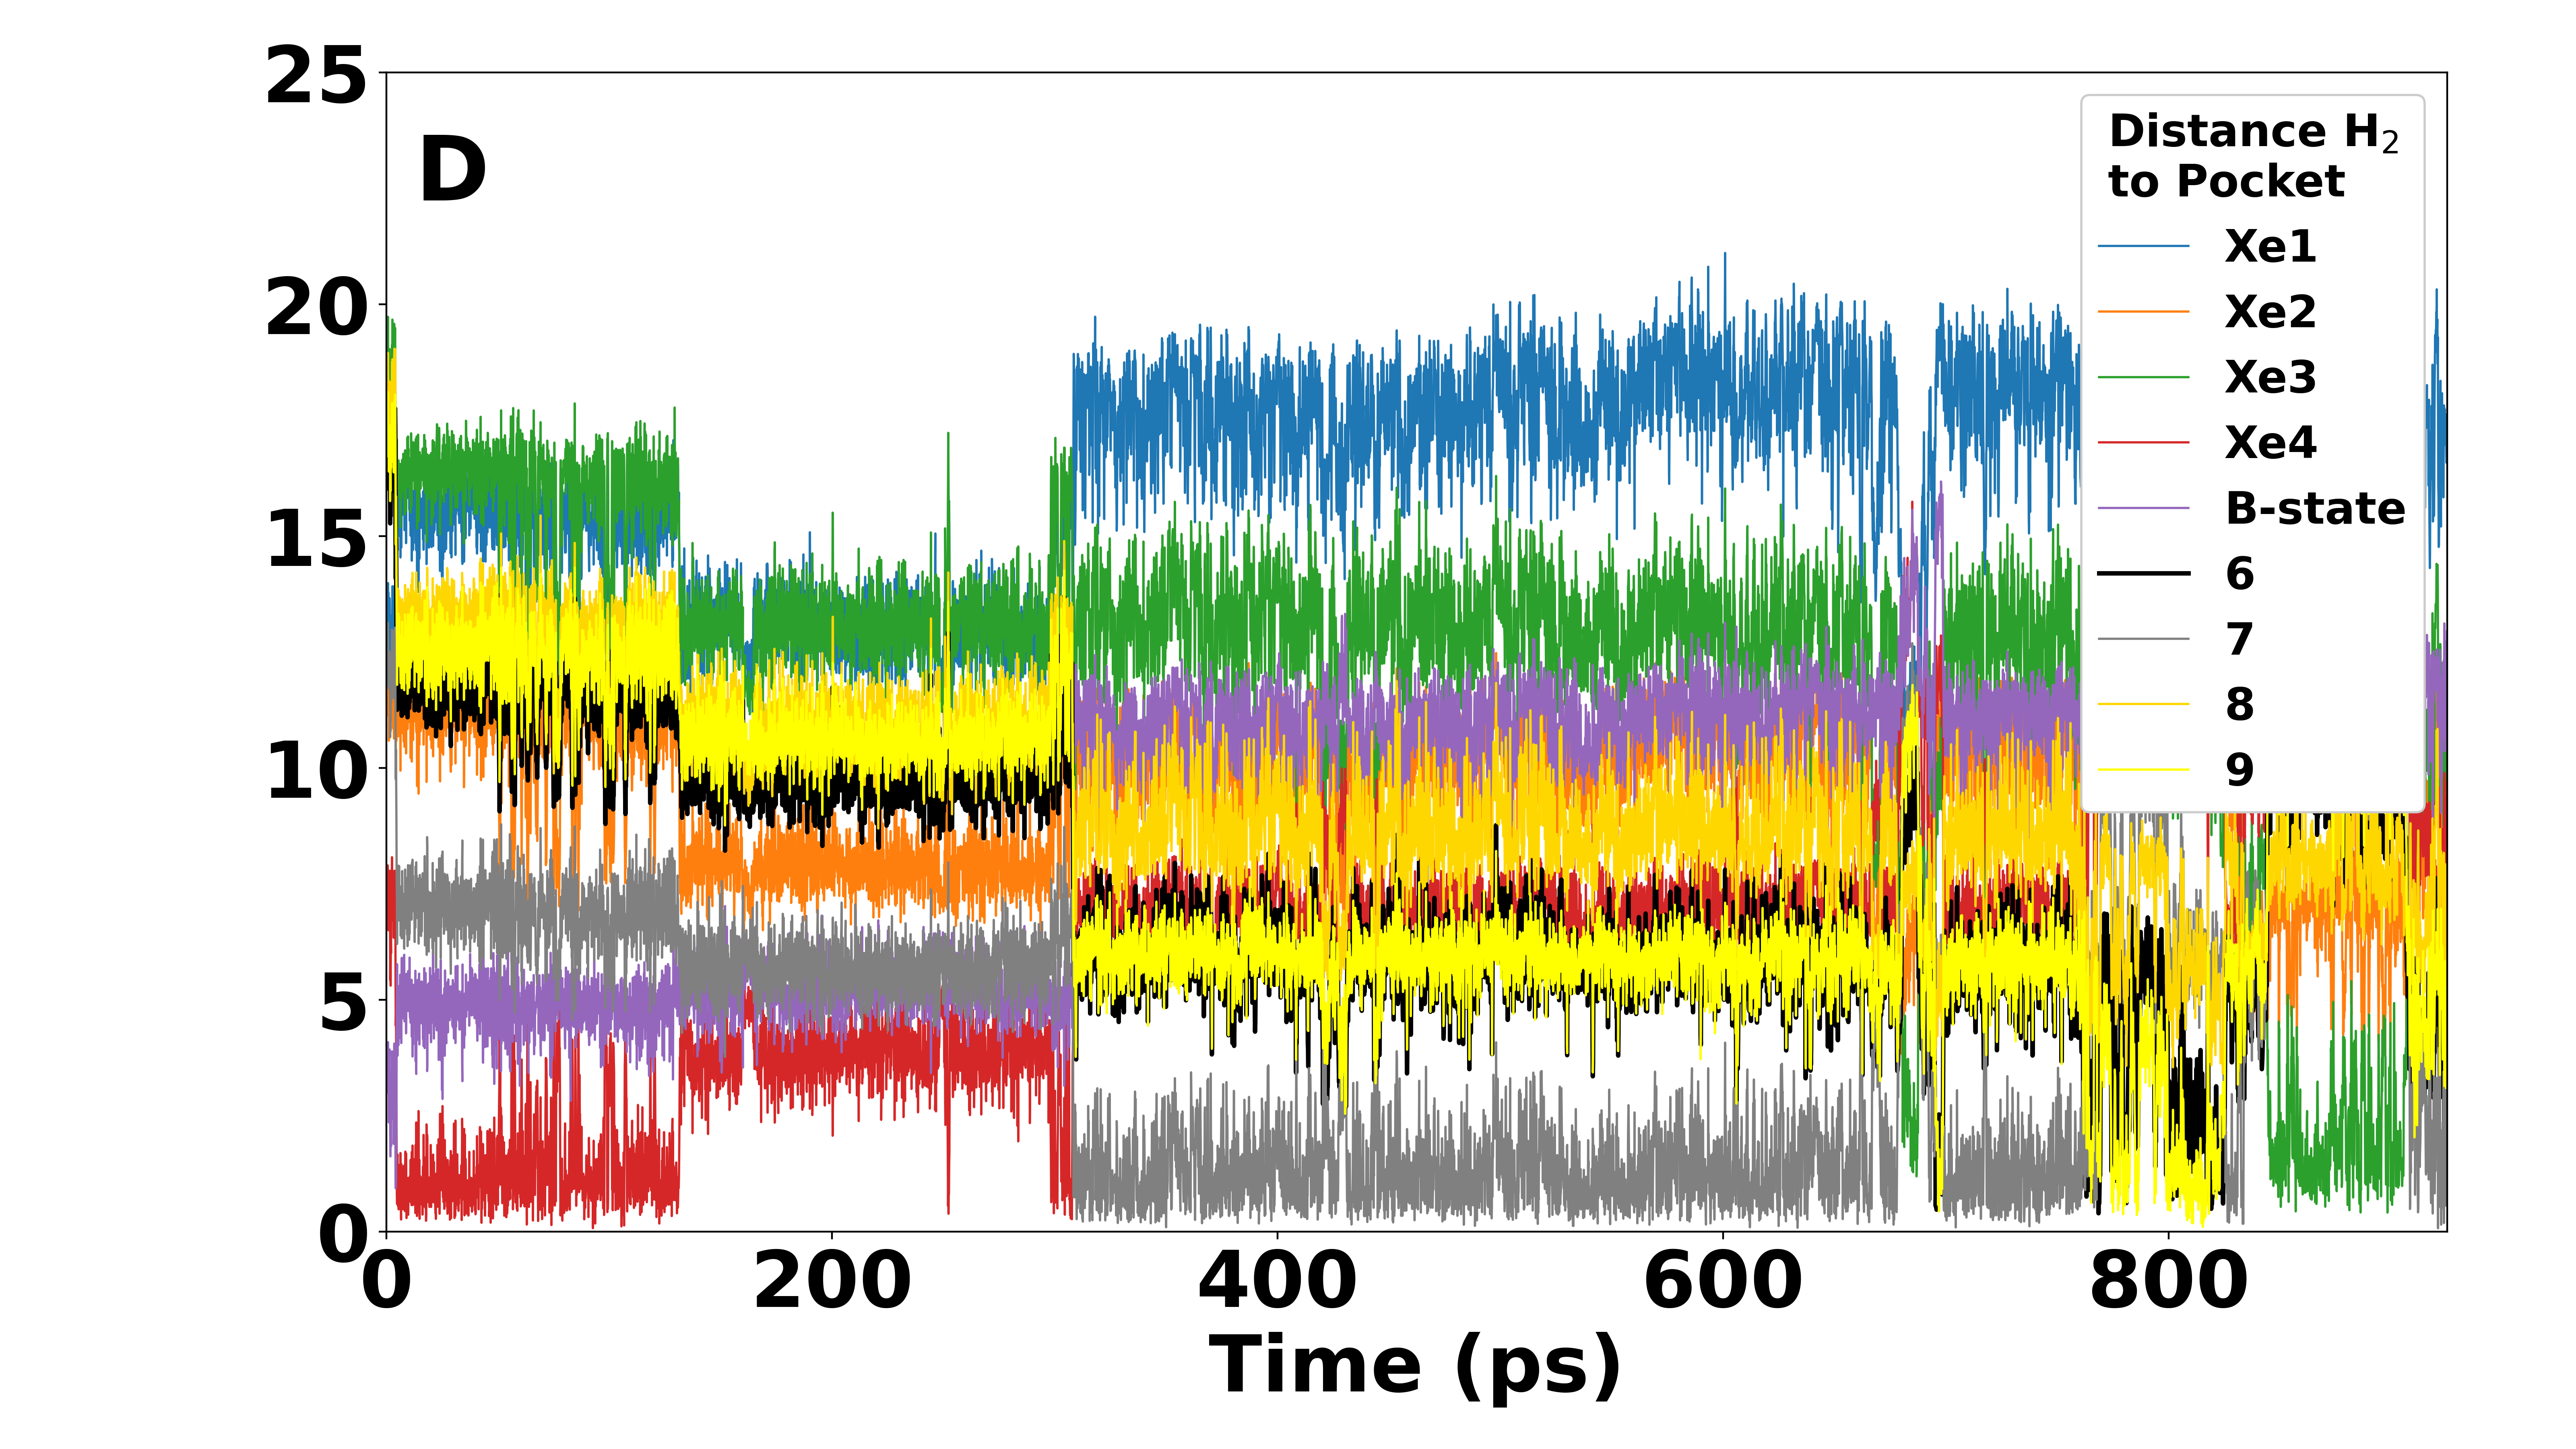 25
20
15
10
5
0
D
Distance H₂
to Pocket
Xe1
Xe2
Xe3
Xe4
B-state
6
7
8
9
0 200 400 600 800
Time (ps)